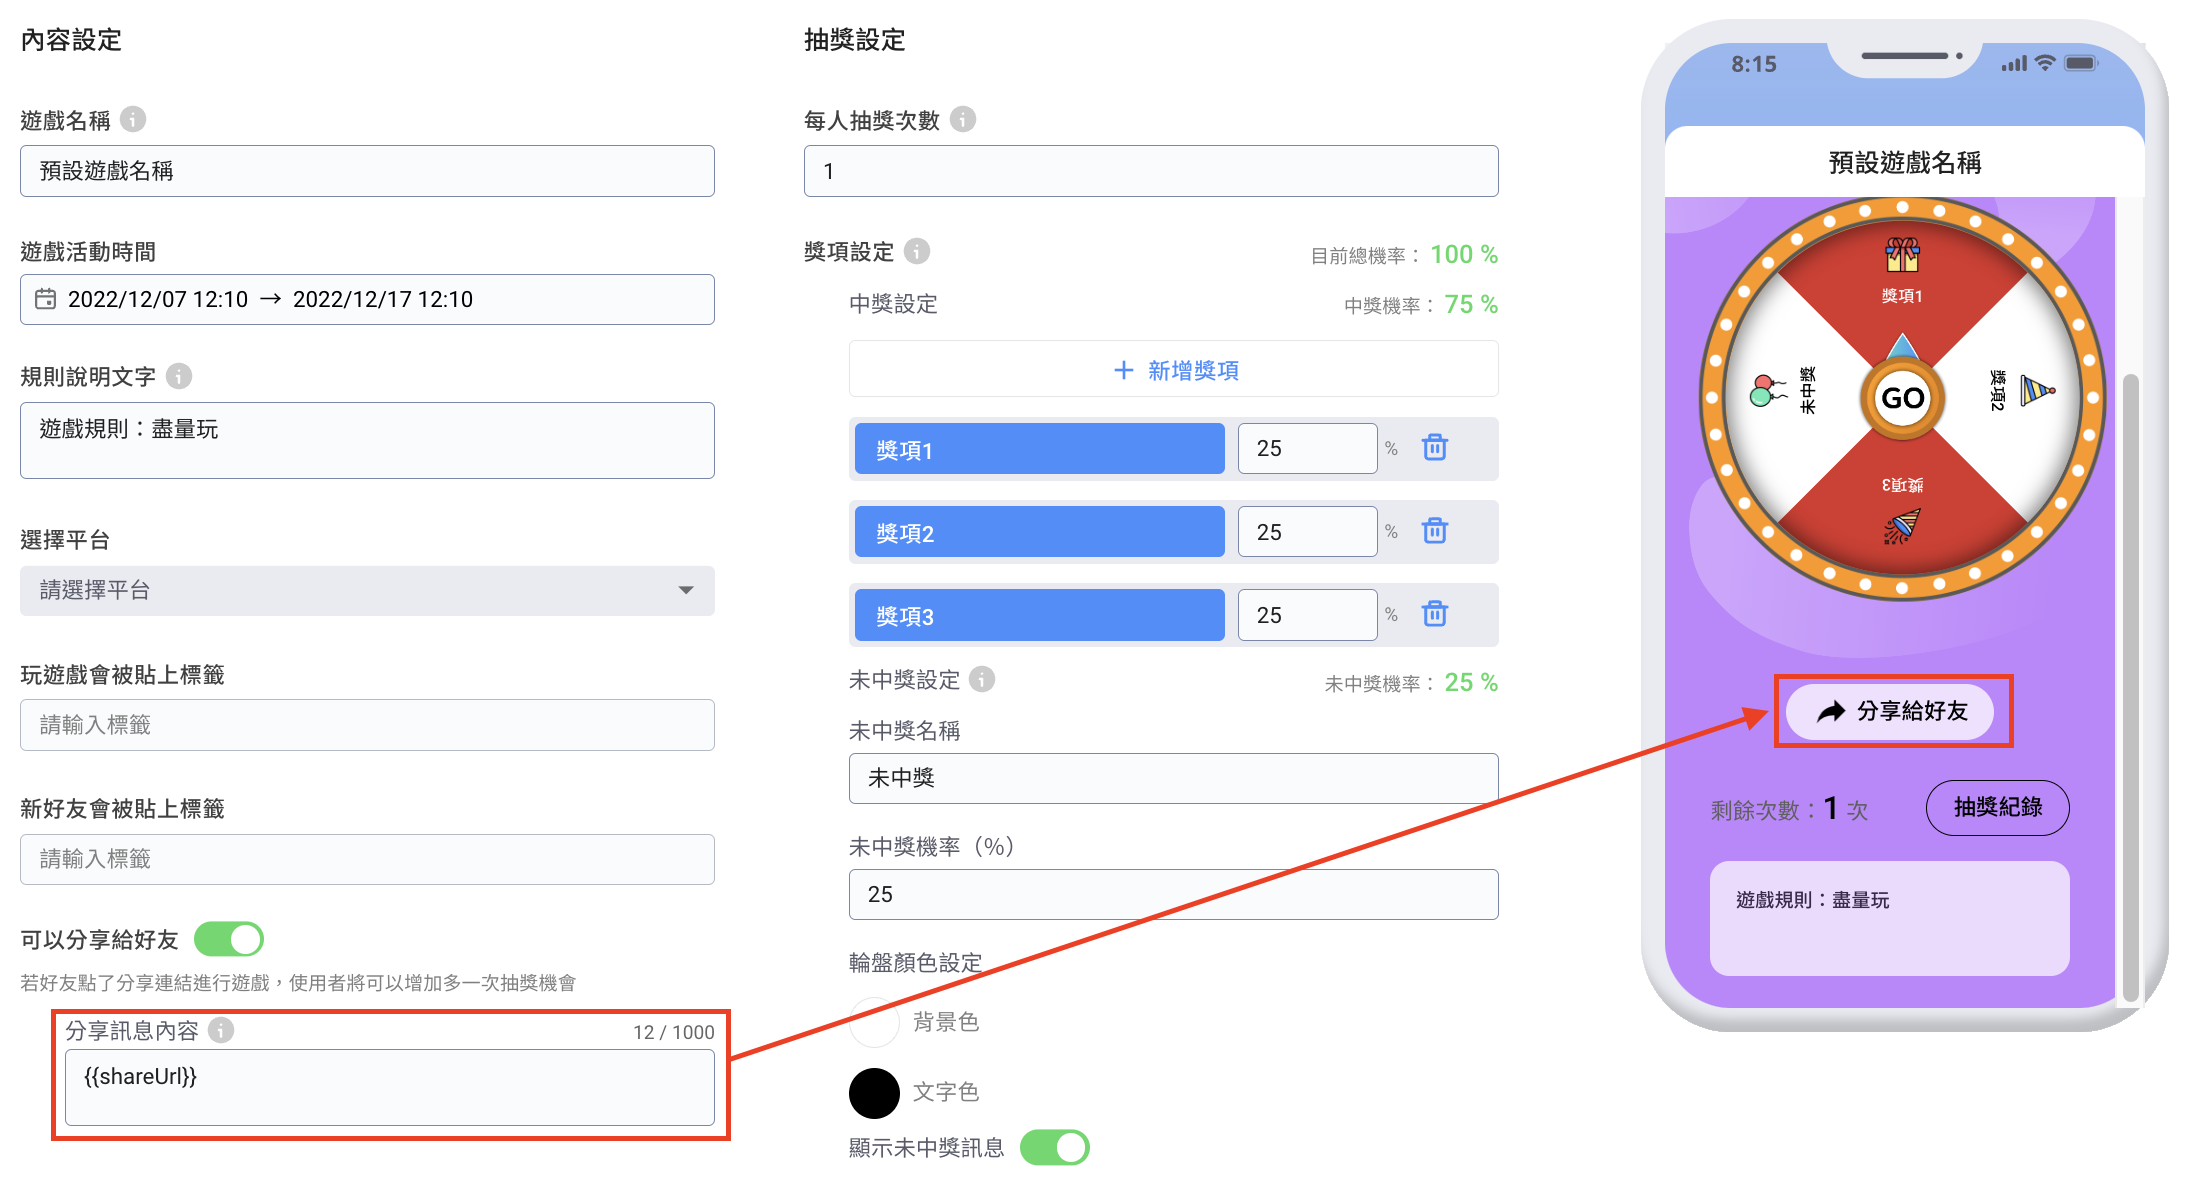 內容設定
遊戲名稱
預設遊戲名稱
遊戲活動時間
2022/12/07 12:10 → 2022/12/17 12:10
規則說明文字
遊戲規則：盡量玩
選擇平台
請選擇平台
玩遊戲會被貼上標籤
請輸入標籤
新好友會被貼上標籤
請輸入標籤
可以分享給好友
若好友點了分享連結進行遊戲，使用者將可以增加多一次抽獎機會
分享訊息內容 12 / 1000
{{shareUrl}}
抽獎設定
每人抽獎次數
1
獎項設定 目前總機率： 100 %
中獎設定 中獎機率： 75 %
+ 新增獎項
獎項1 25 %
獎項2 25 %
獎項3 25 %
未中獎設定 未中獎機率： 25 %
未中獎名稱
未中獎
未中獎機率（%）
25
輪盤顏色設定
背景色
文字色
顯示未中獎訊息
8:15
預設遊戲名稱
獎項1
未中獎
GO
獎項2
獎項3
分享給好友
剩餘次數：1 次
抽獎紀錄
遊戲規則：盡量玩